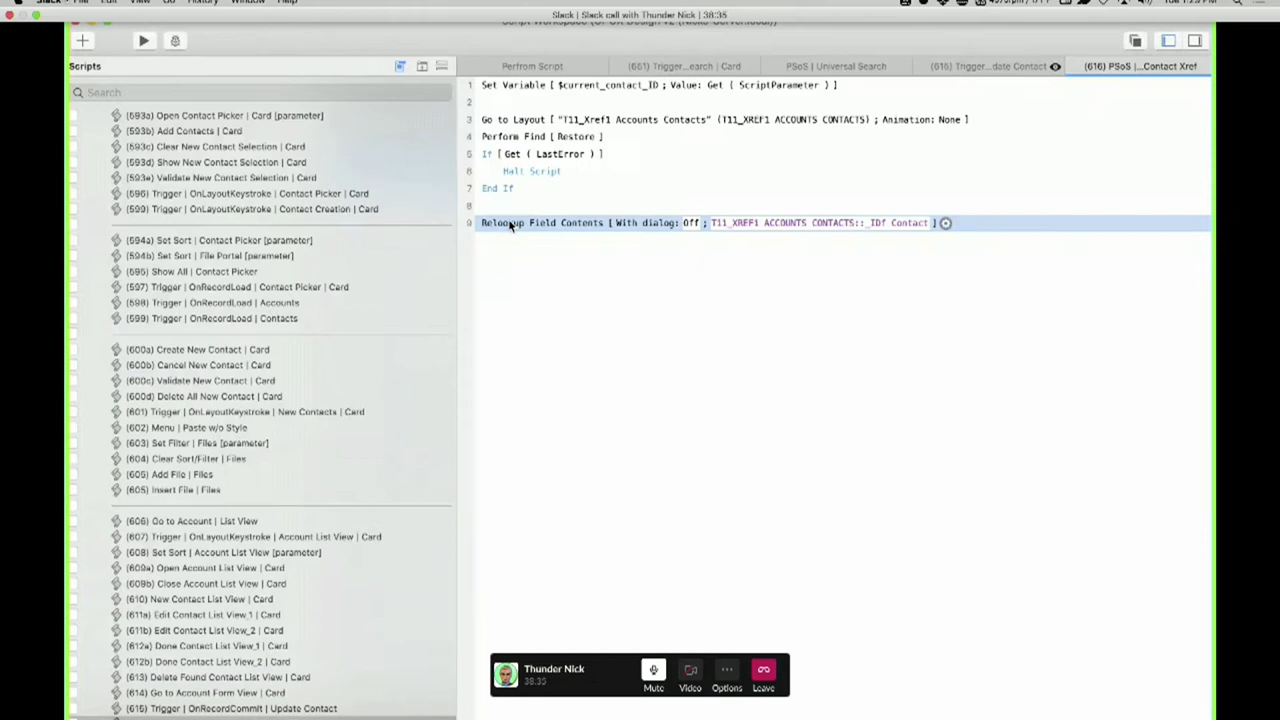 Slack File Edit View Go History Window Help
Slack | Slack call with Thunder Nick | 38:35
Scripts
Perfrom Script
(661) Trigger...earch | Card
PSoS | Universal Search
(616) Trigger...date Contact
(616) PSoS |...Contact Xref
Search
(593a) Open Contact Picker | Card [parameter]
(593b) Add Contacts | Card
(593c) Clear New Contact Selection | Card
(593d) Show New Contact Selection | Card
(593e) Validate New Contact Selection | Card
(596) Trigger | OnLayoutKeystroke | Contact Picker | Card
(599) Trigger | OnLayoutKeystroke | Contact Creation | Card
(594a) Set Sort | Contact Picker [parameter]
(594b) Set Sort | File Portal [parameter]
(595) Show All | Contact Picker
(597) Trigger | OnRecordLoad | Contact Picker | Card
(598) Trigger | OnRecordLoad | Accounts
(599) Trigger | OnRecordLoad | Contacts
(600a) Create New Contact | Card
(600b) Cancel New Contact | Card
(600c) Validate New Contact | Card
(600d) Delete All New Contact | Card
(601) Trigger | OnLayoutKeystroke | New Contacts | Card
(602) Menu | Paste w/o Style
(603) Set Filter | Files [parameter]
(604) Clear Sort/Filter | Files
(605) Add File | Files
(605) Insert File | Files
(606) Go to Account | List View
(607) Trigger | OnLayoutKeystroke | Account List View | Card
(608) Set Sort | Account List View [parameter]
(609a) Open Account List View | Card
(609b) Close Account List View | Card
(610) New Contact List View | Card
(611a) Edit Contact List View_1 | Card
(611b) Edit Contact List View_2 | Card
(612a) Done Contact List View_1 | Card
(612b) Done Contact List View_2 | Card
(613) Delete Found Contact List View | Card
(614) Go to Account Form View | Card
(615) Trigger | OnRecordCommit | Update Contact
1 Set Variable [ $current_contact_ID ; Value: Get ( ScriptParameter ) ]
2
3 Go to Layout [ "T11_Xref1 Accounts Contacts" (T11_XREF1 ACCOUNTS CONTACTS) ; Animation: None ]
4 Perform Find [ Restore ]
5 If [ Get ( LastError ) ]
6 Halt Script
7 End If
8
9 Relookup Field Contents [ With dialog: Off ; T11_XREF1 ACCOUNTS CONTACTS::_IDf Contact ]
Thunder Nick
38:35
Mute
Video
Options
Leave